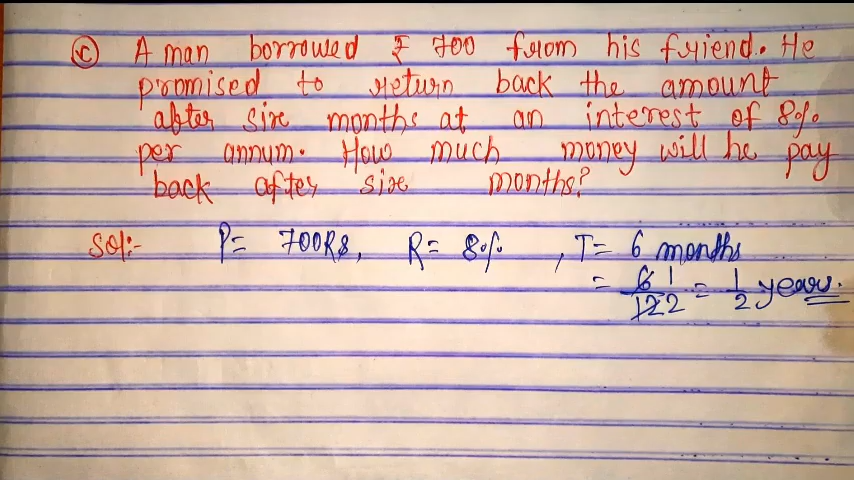 (c) A man borrowed ₹ 700 from his friend. He
promised to return back the amount
after six months at an interest of 8%
per annum. How much money will he pay
back after six months?
Sol:- P= 700RS, R= 8% , T= 6 months
= 6/12 1/2 = 1/2 years.